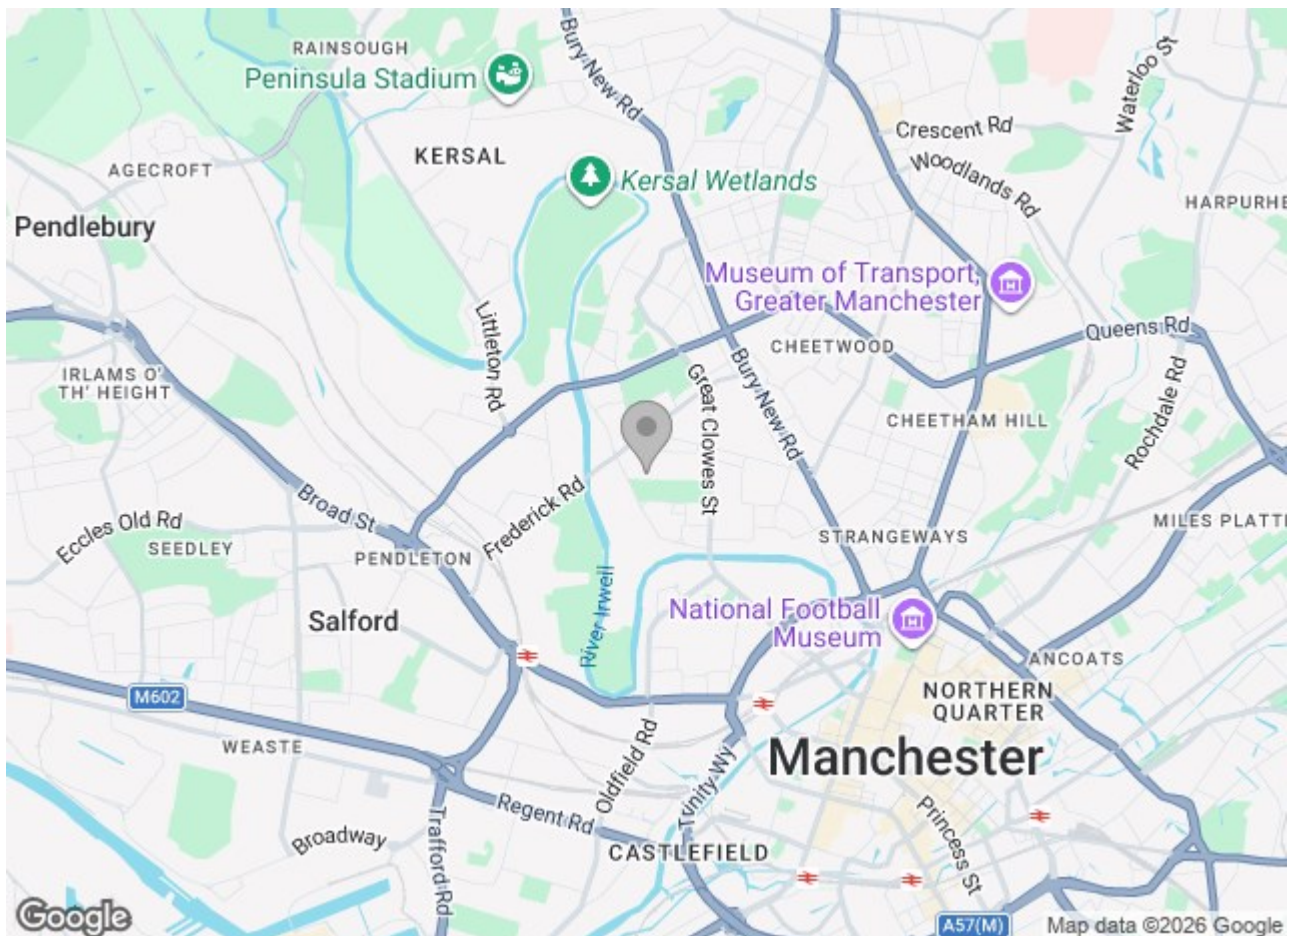 RAINSOUGH
Peninsula Stadium
Bury New Rd
Waterloo St
Crescent Rd
KERSAL
AGECROFT
Woodlands Rd
Kersal Wetlands
HARPURHE
Pendlebury
Museum of Transport,
Greater Manchester
Littleton Rd
Queens Rd
CHEETWOOD
IRLAMS O'
TH' HEIGHT
Great Clowes St
Bury New Rd
Rochdale Rd
CHEETHAM HILL
Frederick Rd
Broad St
Eccles Old Rd
SEEDLEY
PENDLETON
STRANGEWAYS
MILES PLATTI
River Irwell
Salford
National Football
Museum
ANCOATS
M602
NORTHERN
QUARTER
WEASTE
Oldfield Rd
Trinity Wy
Manchester
Regent Rd
Trafford Rd
Broadway
Princess St
CASTLEFIELD
Google
A57(M)
Map data ©2026 Google